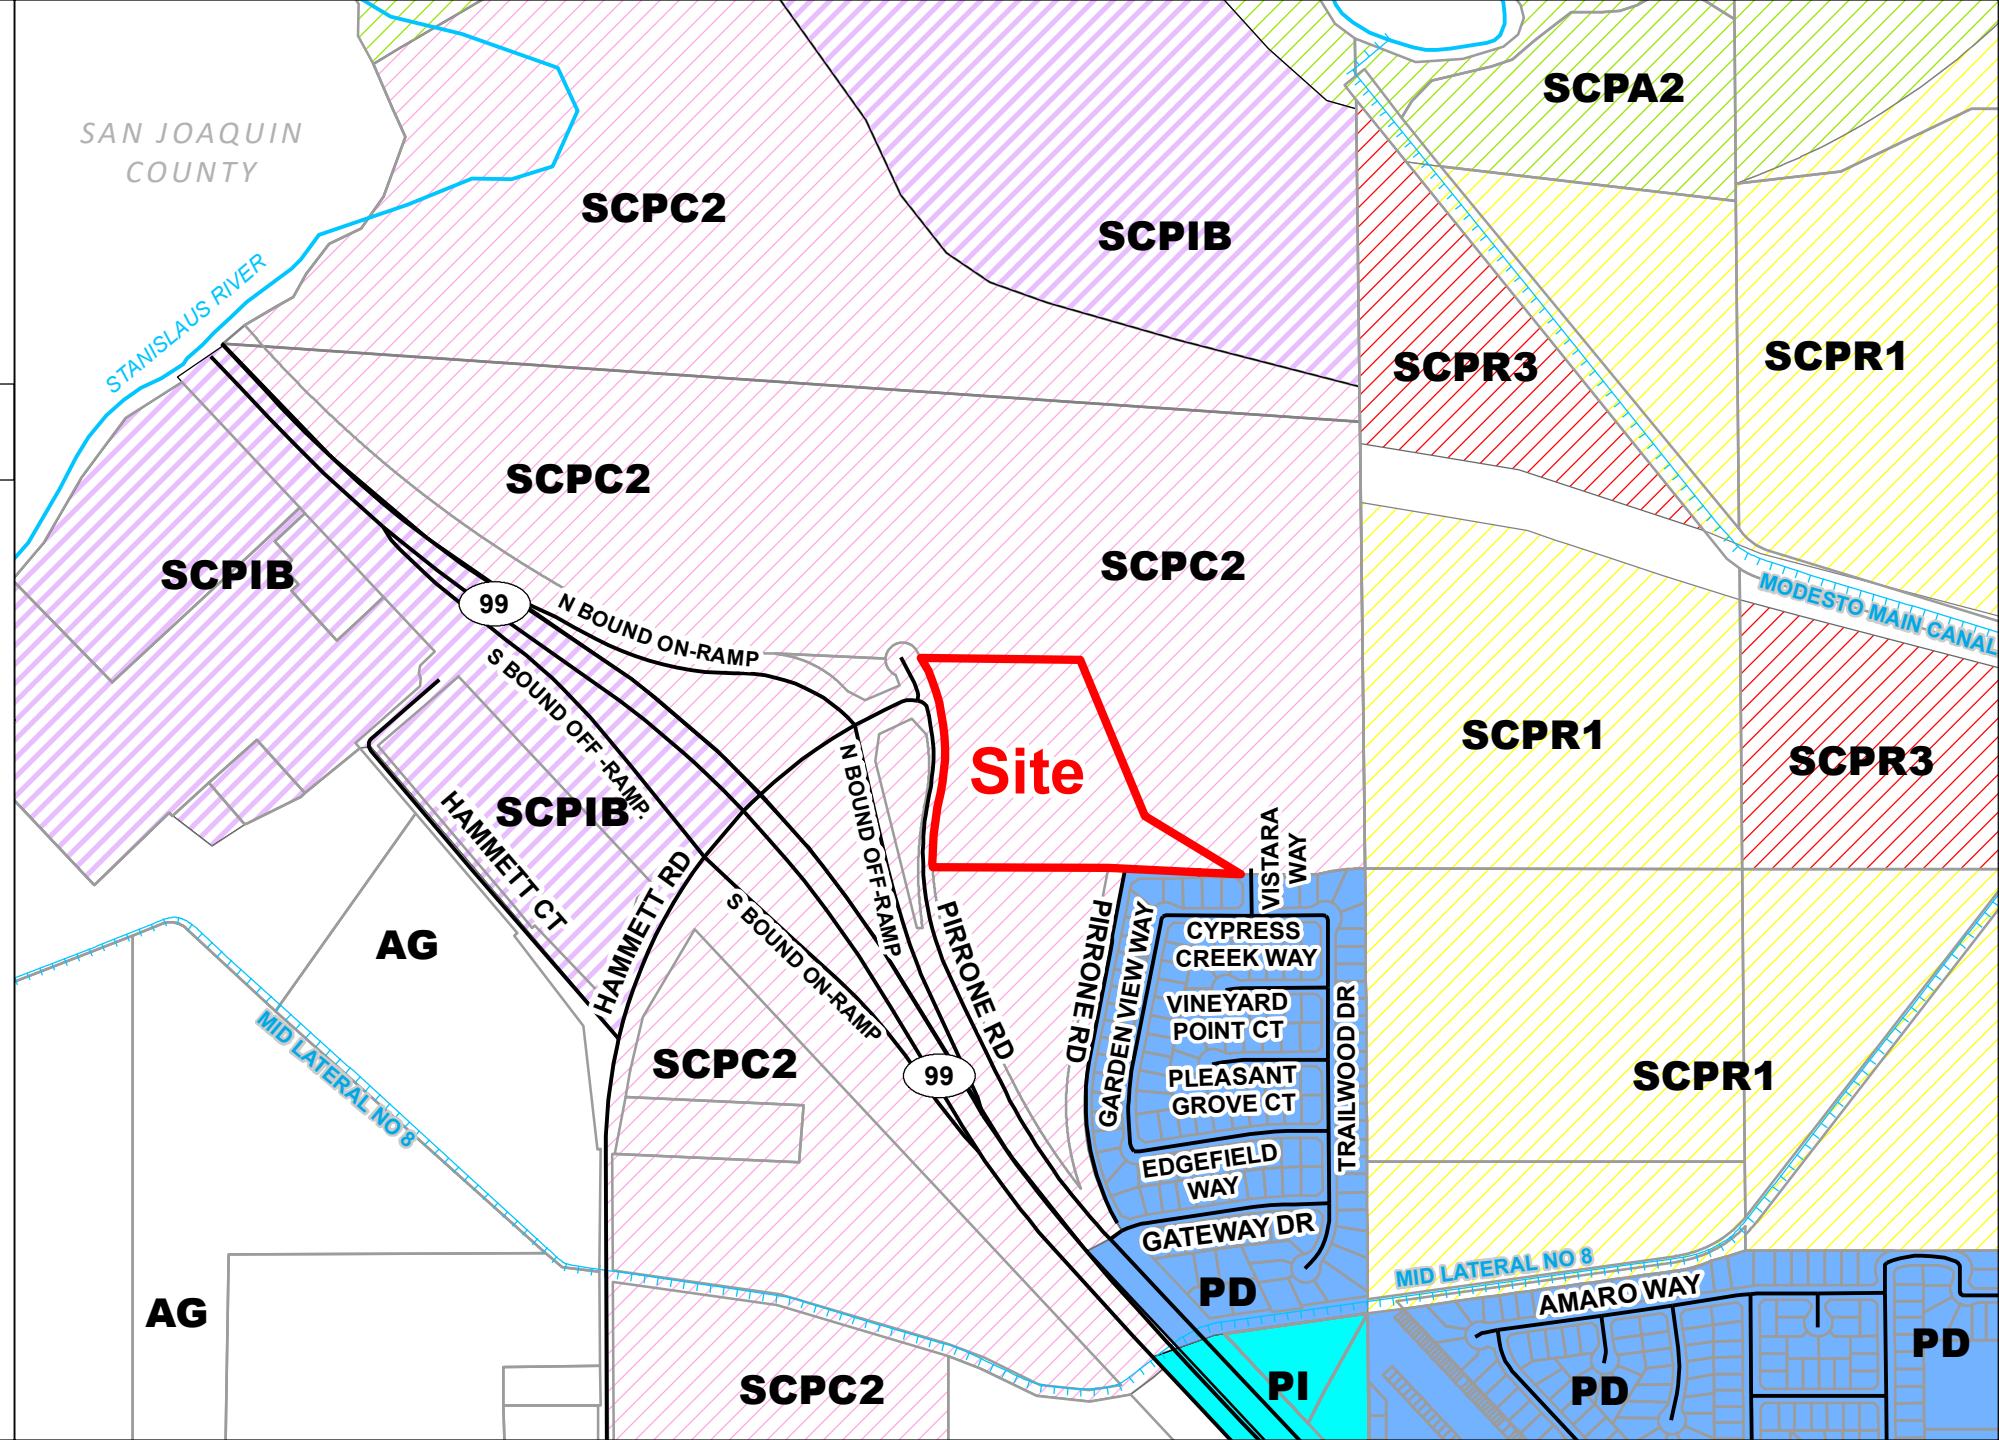 SCPA2
SAN JOAQUIN
COUNTY
SCPC2
SCPIB
STANISLAUS RIVER
SCPR3
SCPR1
SCPC2
SCPC2
SCPIB
99
N BOUND ON-RAMP
MODESTO MAIN CANAL
S BOUND OFF -RAMP.
SCPR1
SCPR3
Site
N BOUND OFF-RAMP
SCPIB
HAMMETT CT
HAMMETT RD
VISTARA
WAY
AG
S BOUND ON-RAMP
PIRRONE RD
PIRRONE RD
GARDEN VIEW WAY
CYPRESS
CREEK WAY
VINEYARD
POINT CT
TRAILWOOD DR
MID LATERAL NO 8
SCPC2
99
PLEASANT
GROVE CT
SCPR1
EDGEFIELD
WAY
GATEWAY DR
MID LATERAL NO 8
AMARO WAY
PD
AG
PD
SCPC2
PI
PD